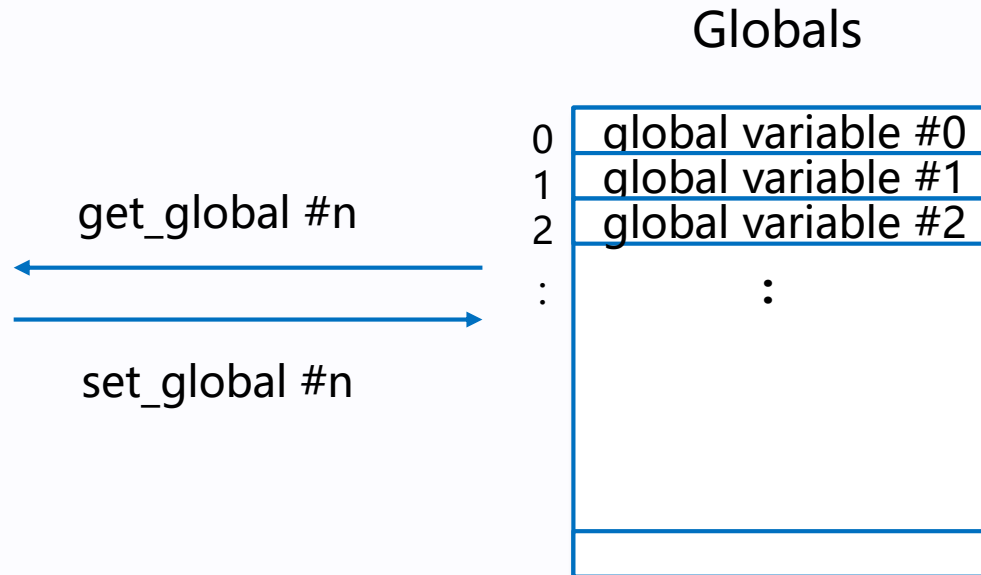 Globals
0 global variable #0
1 global variable #1
2 global variable #2
: :
get_global #n
set_global #n